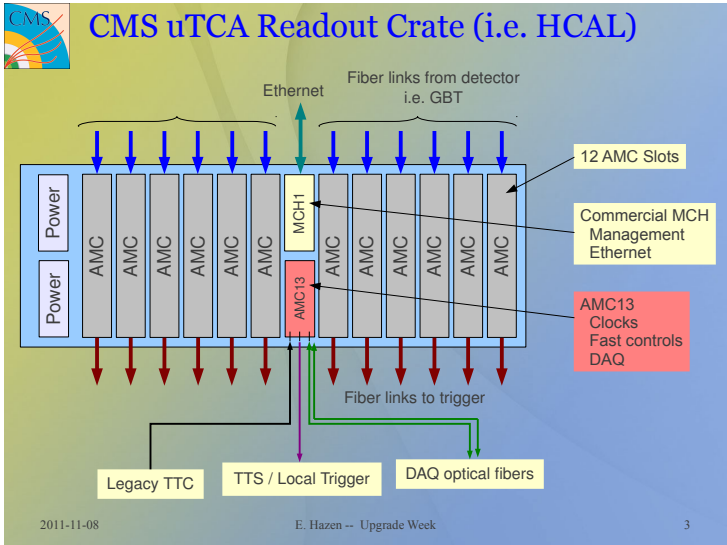 CMS
CMS uTCA Readout Crate (i.e. HCAL)
Ethernet
Fiber links from detector
i.e. GBT
12 AMC Slots
Power
Power
AMC
AMC
AMC
AMC
AMC
MCH1
AMC13
AMC
AMC
AMC
AMC
AMC
Commercial MCH
Management
Ethernet
AMC13
Clocks
Fast controls
DAQ
Fiber links to trigger
Legacy TTC
TTS / Local Trigger
DAQ optical fibers
2011-11-08
E. Hazen -- Upgrade Week
3